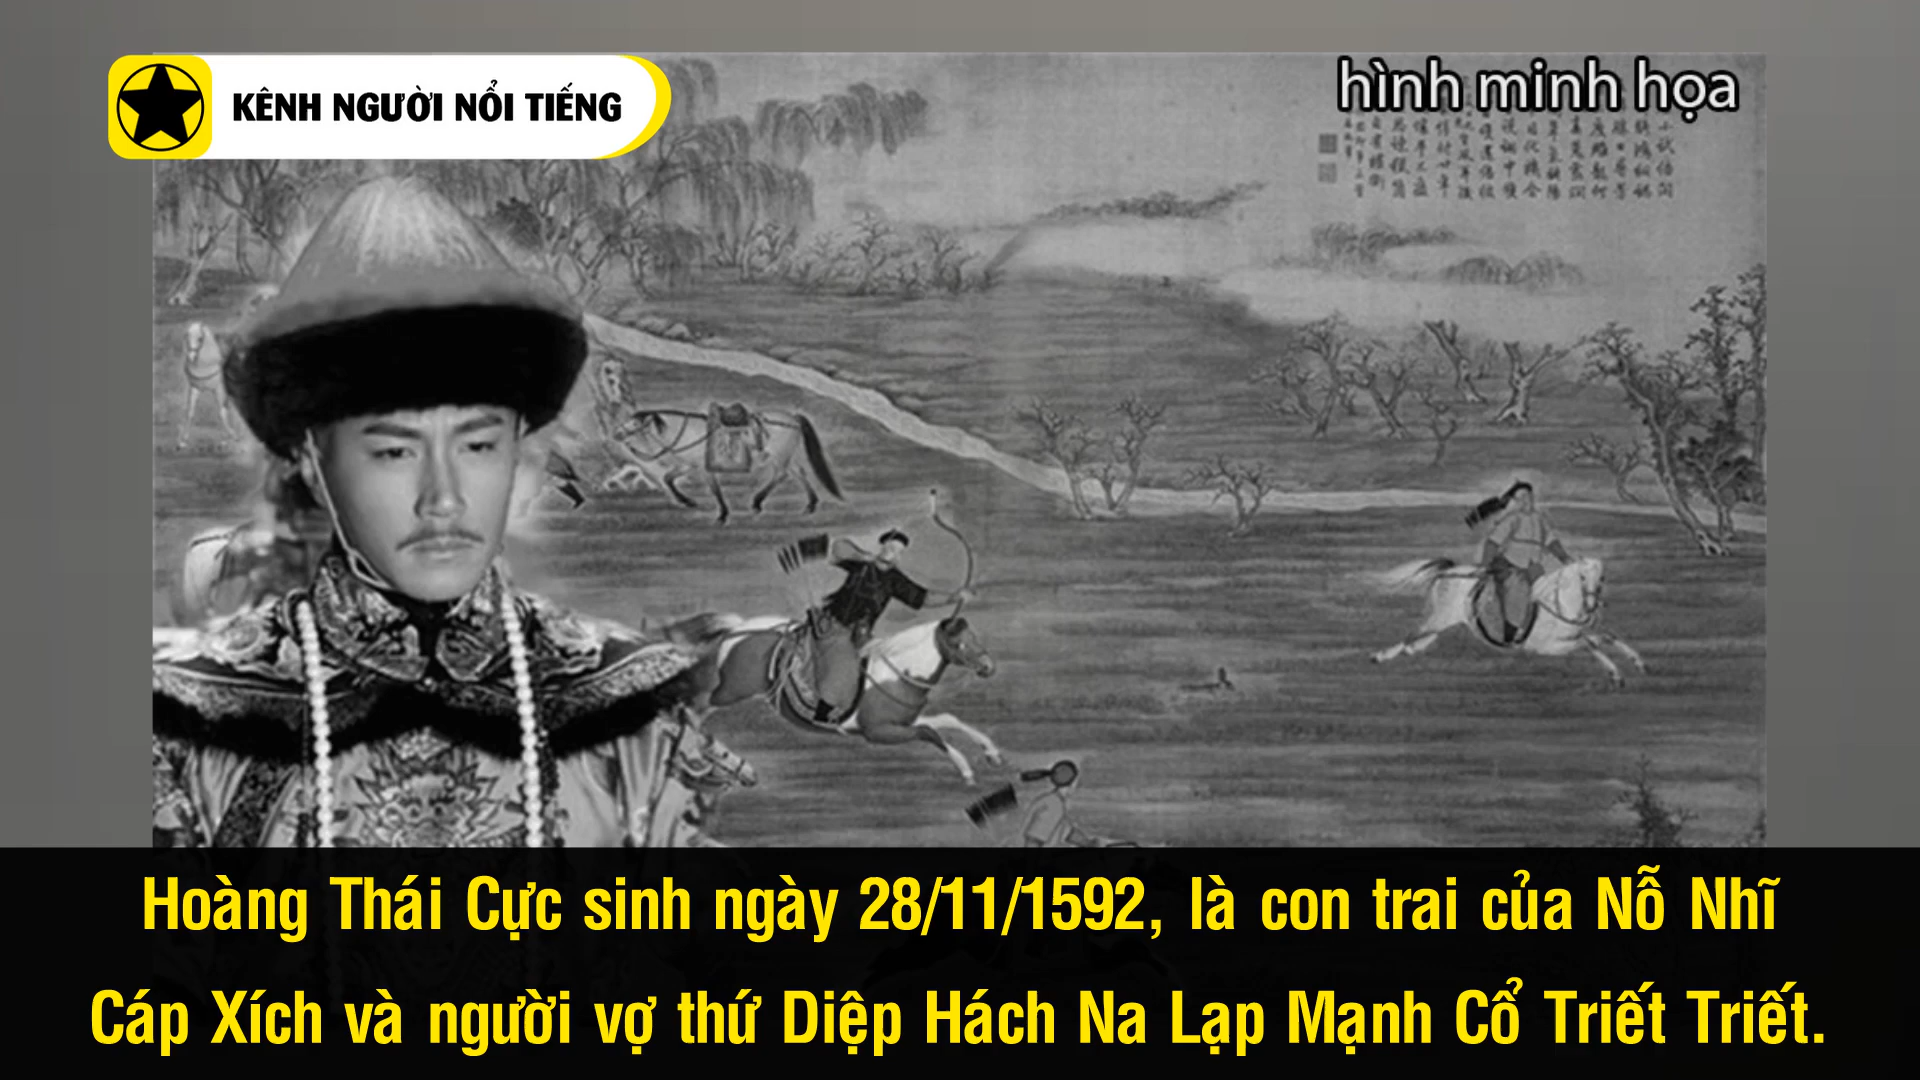 KÊNH NGƯỜI NỔI TIẾNG
hình minh họa
Hoàng Thái Cực sinh ngày 28/11/1592, là con trai của Nỗ Nhĩ
Cáp Xích và người vợ thứ Diệp Hách Na Lạp Mạnh Cổ Triết Triết.